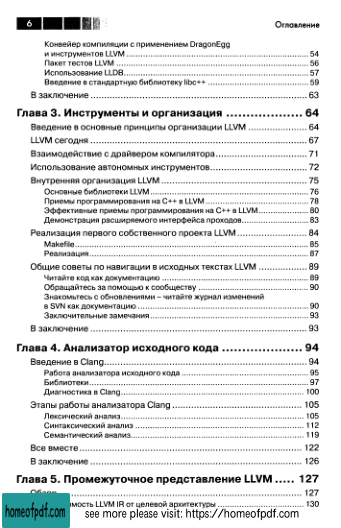 6 Оглавление
Конвейер компиляции с применением DragonEgg
и инструментов LLVM 54
Пакет тестов LLVM 56
Использование LLDB 57
Введение в стандартную библиотеку libc++ 59
В заключение 63
Глава 3. Инструменты и организация 64
Введение в основные принципы организации LLVM 64
LLVM сегодня 67
Взаимодействие с драйвером компилятора 71
Использование автономных инструментов 72
Внутренняя организация LLVM 75
Основные библиотеки LLVM 76
Приемы программирования на C++ в LLVM 78
Эффективные приемы программирования на C++ в LLVM 80
Демонстрация расширяемого интерфейса проходов 83
Реализация первого собственного проекта LLVM 84
Makefile 85
Реализация 87
Общие советы по навигации в исходных текстах LLVM 89
Читайте код как документацию 89
Обращайтесь за помощью к сообществу 90
Знакомьтесь с обновлениями – читайте журнал изменений
в SVN как документацию 90
Заключительные замечания 93
В заключение 93
Глава 4. Анализатор исходного кода 94
Введение в Clang 94
Работа анализатора исходного кода 95
Библиотеки 97
Диагностика в Clang 100
Этапы работы анализатора Clang 105
Лексический анализ 105
Синтаксический анализ 112
Семантический анализ 119
Все вместе 122
В заключение 126
Глава 5. Промежуточное представление LLVM 127
127
LLVM IR от целевой архитектуры 130
homeofpdf.com
see more please visit: https://homeofpdf.com